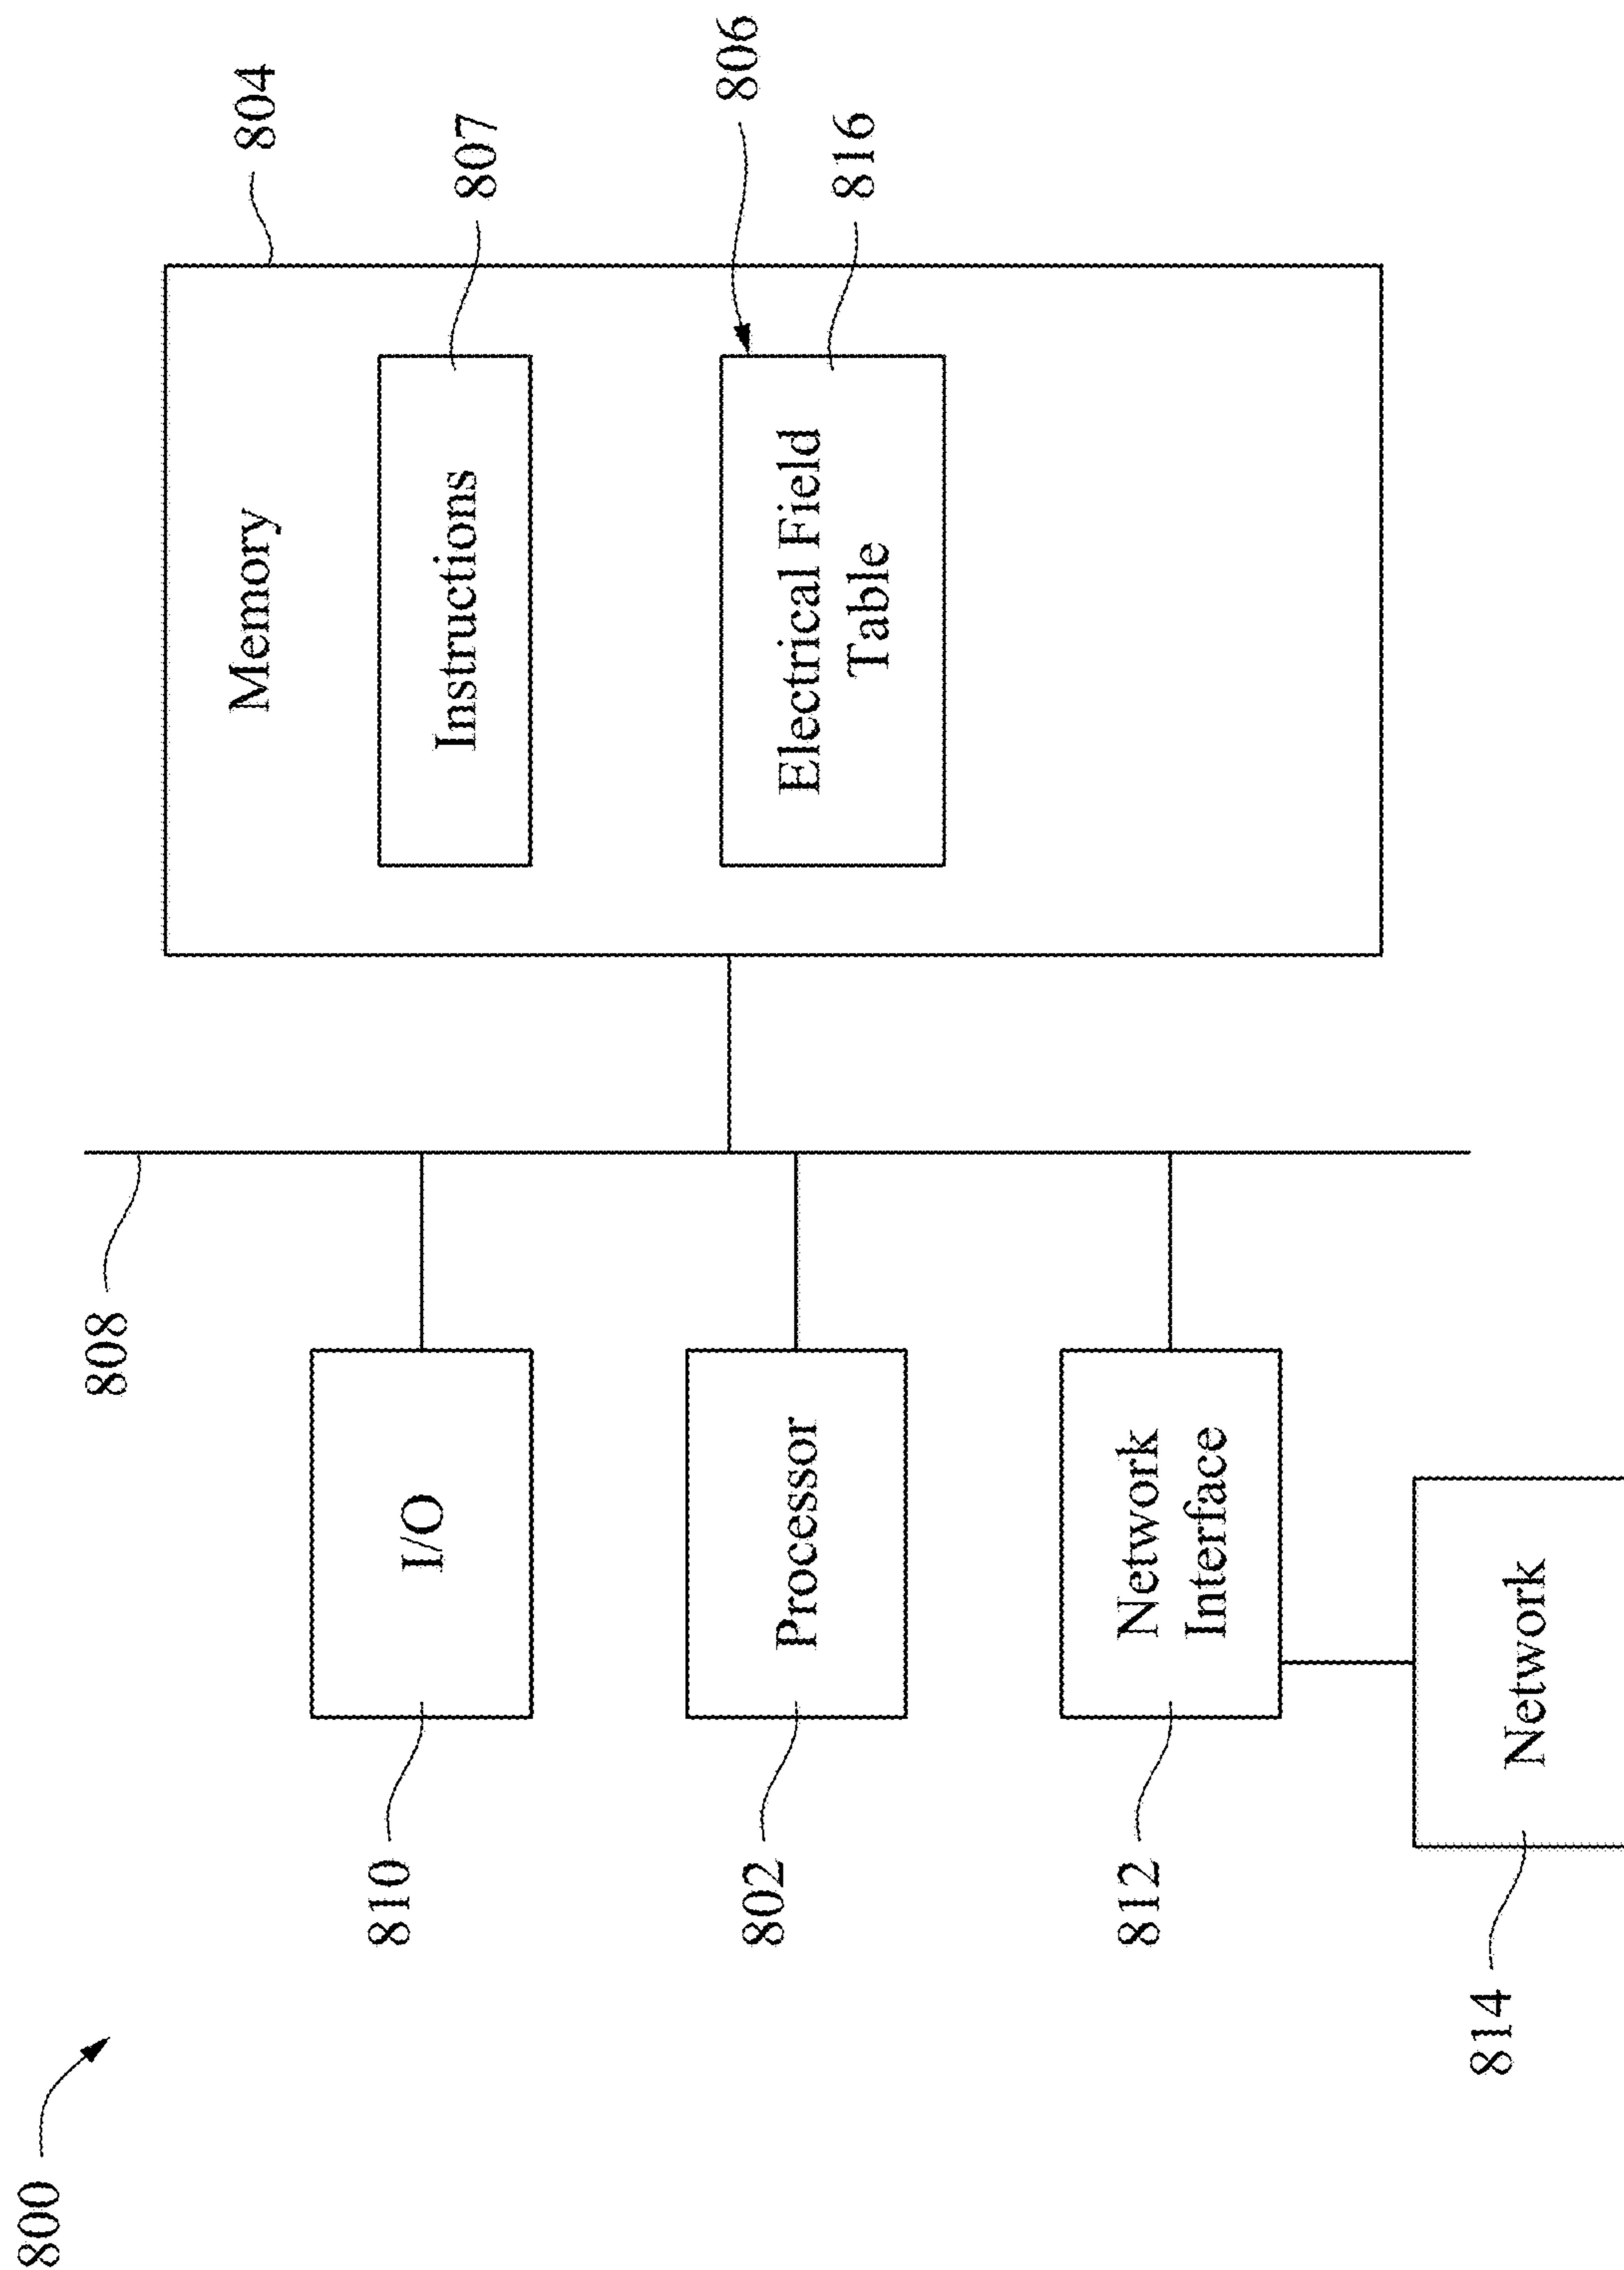 800
808
804
810
I/O
Memory
807
Instructions
802
Processor
806
Electrical Field
Table
816
812
Network
Interface
814
Network